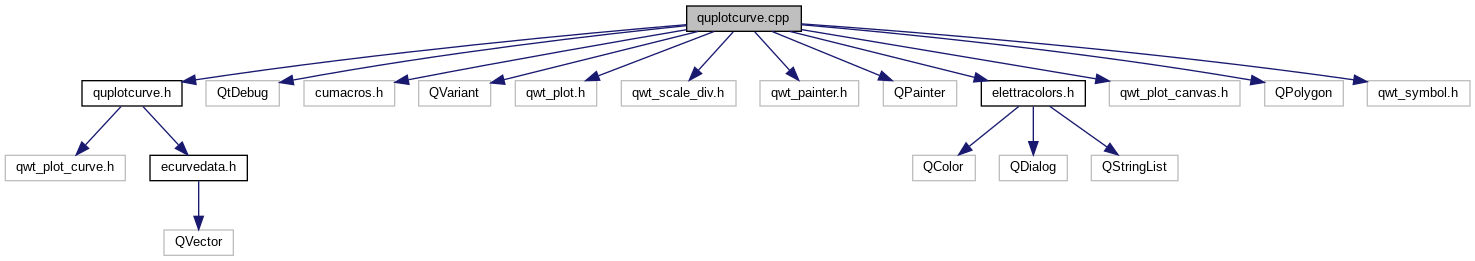 quplotcurve.cpp
quplotcurve.h
QtDebug
cumacros.h
QVariant
qwt_plot.h
qwt_scale_div.h
qwt_painter.h
QPainter
elettracolors.h
qwt_plot_canvas.h
QPolygon
qwt_symbol.h
qwt_plot_curve.h
ecurvedata.h
QColor
QDialog
QStringList
QVector